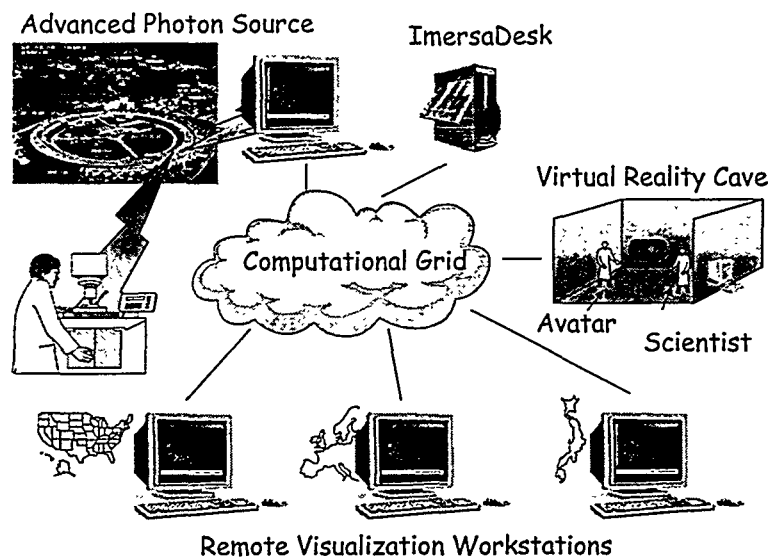 Advanced Photon Source
ImersaDesk
Virtual Reality Cave
Computational Grid
Avatar
Scientist
Remote Visualization Workstations